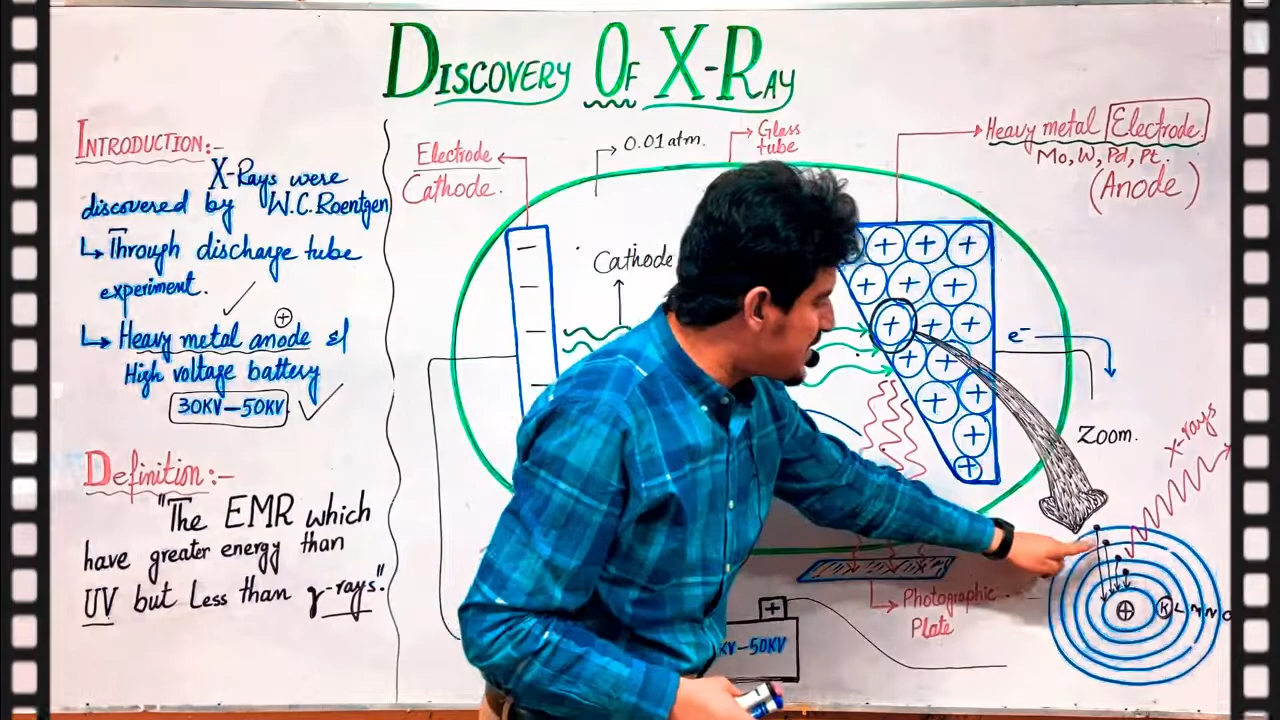 DISCOVERY OF X-RAY
INTRODUCTION:-
X-Rays were
discovered by W.C.Roentgen
↳ Through discharge tube
experiment.
↳ Heavy metal anode &
High voltage battery
30KV-50KV
Definition:-
"The EMR which
have greater energy than
UV but Less than γ-rays".
Electrode
Cathode.
0.01 atm.
Glass
tube
Heavy metal Electrode
Mo, W, Pd, Pt.
(Anode)
Cathode
e⁻
Zoom.
X-rays
K L M N O
Photographic
Plate
KV-50KV